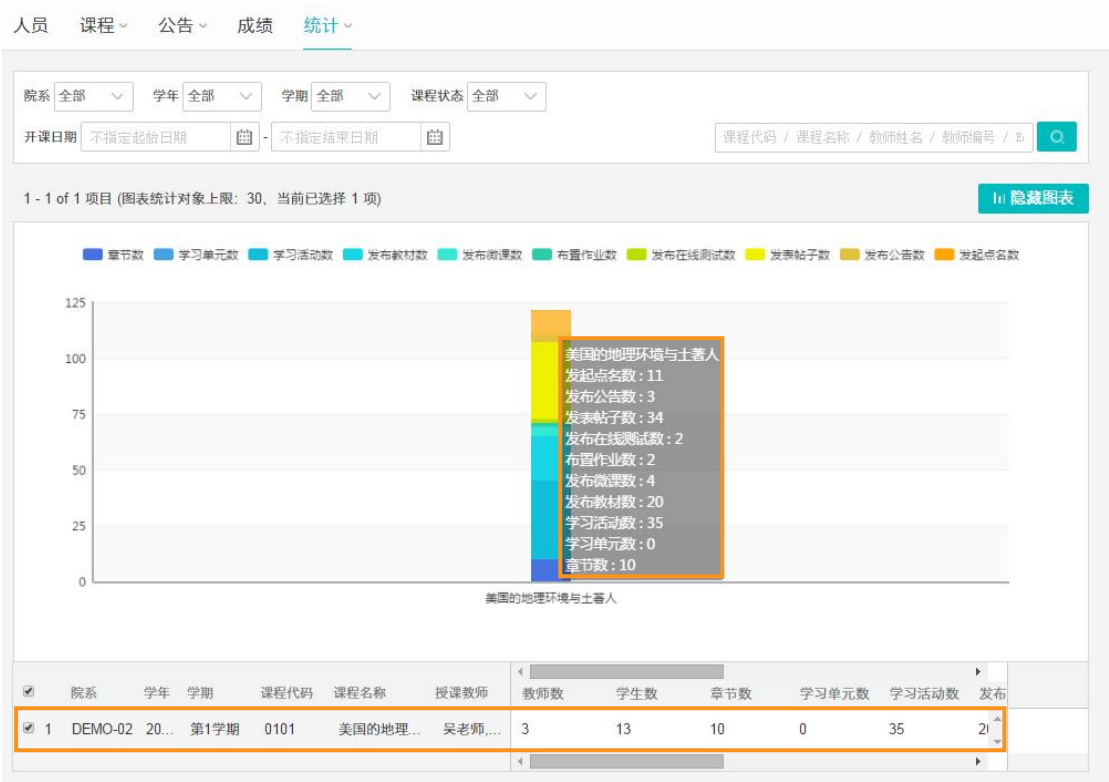 人员 课程 公告 成绩 统计
院系 全部 学年 全部 学期 全部 课程状态 全部
开课日期 不指定起始日期 - 不指定结束日期 课程代码 / 课程名称 / 教师姓名 / 教师编号 /
1 - 1 of 1 项目 (图表统计对象上限: 30, 当前已选择 1 项) 隐藏图表
章节数 学习单元数 学习活动数 发布教材数 发布微课数 布置作业数 发布在线测试数 发表帖子数 发布公告数 发起点名数
125
100
75
50
25
0
美国的地理环境与土著人
发起点名数 : 11
发布公告数 : 3
发表帖子数 : 34
发布在线测试数 : 2
布置作业数 : 2
发布微课数 : 4
发布教材数 : 20
学习活动数 : 35
学习单元数 : 0
章节数 : 10
美国的地理环境与土著人
院系 学年 学期 课程代码 课程名称 授课教师 教师数 学生数 章节数 学习单元数 学习活动数 发布
1 DEMO-02 20... 第1学期 0101 美国的地理... 吴老师,... 3 13 10 0 35